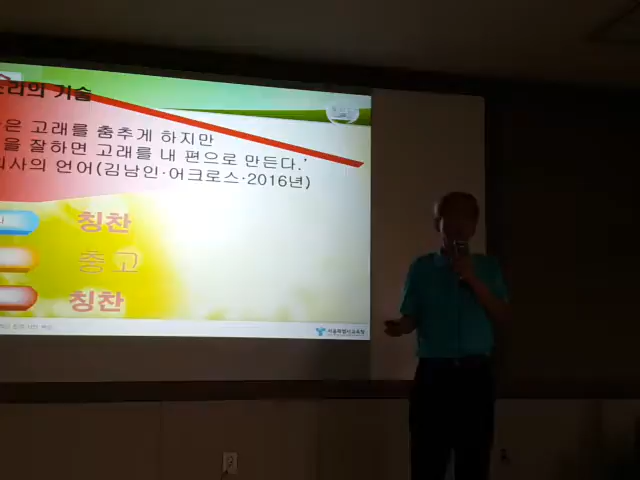 기술
은 고래를 춤추게 하지만
을 잘하면 고래를 내 편으로 만든다.'
사의 언어(김남인·어크로스·2016년)
칭찬
충고
칭찬
서울특별시교육청